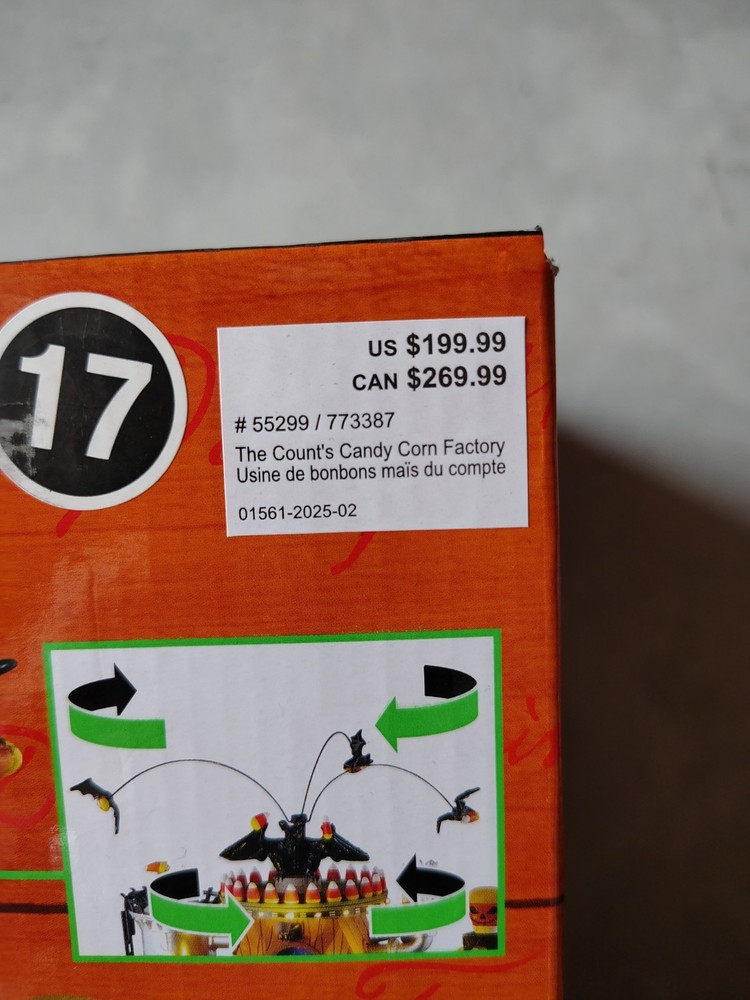 17
US $199.99
CAN $269.99
# 55299 / 773387
The Count's Candy Corn Factory
Usine de bonbons maïs du compte
01561-2025-02